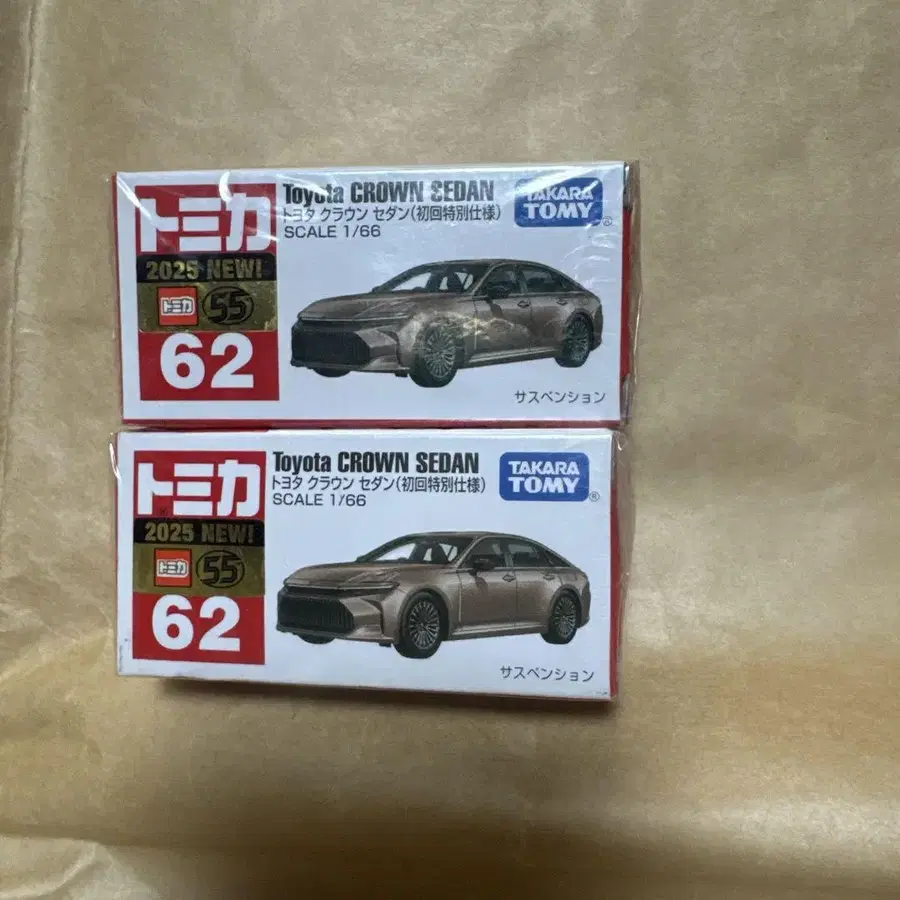 トミカ
2025 NEW!
トミカ 55
62
Toyota CROWN SEDAN
トヨタ クラウン セダン(初回特別仕様)
SCALE 1/66
TAKARA
TOMY®
サスペンション
トミカ
2025 NEW!
トミカ 55
62
Toyota CROWN SEDAN
トヨタ クラウン セダン(初回特別仕様)
SCALE 1/66
TAKARA
TOMY®
サスペンション